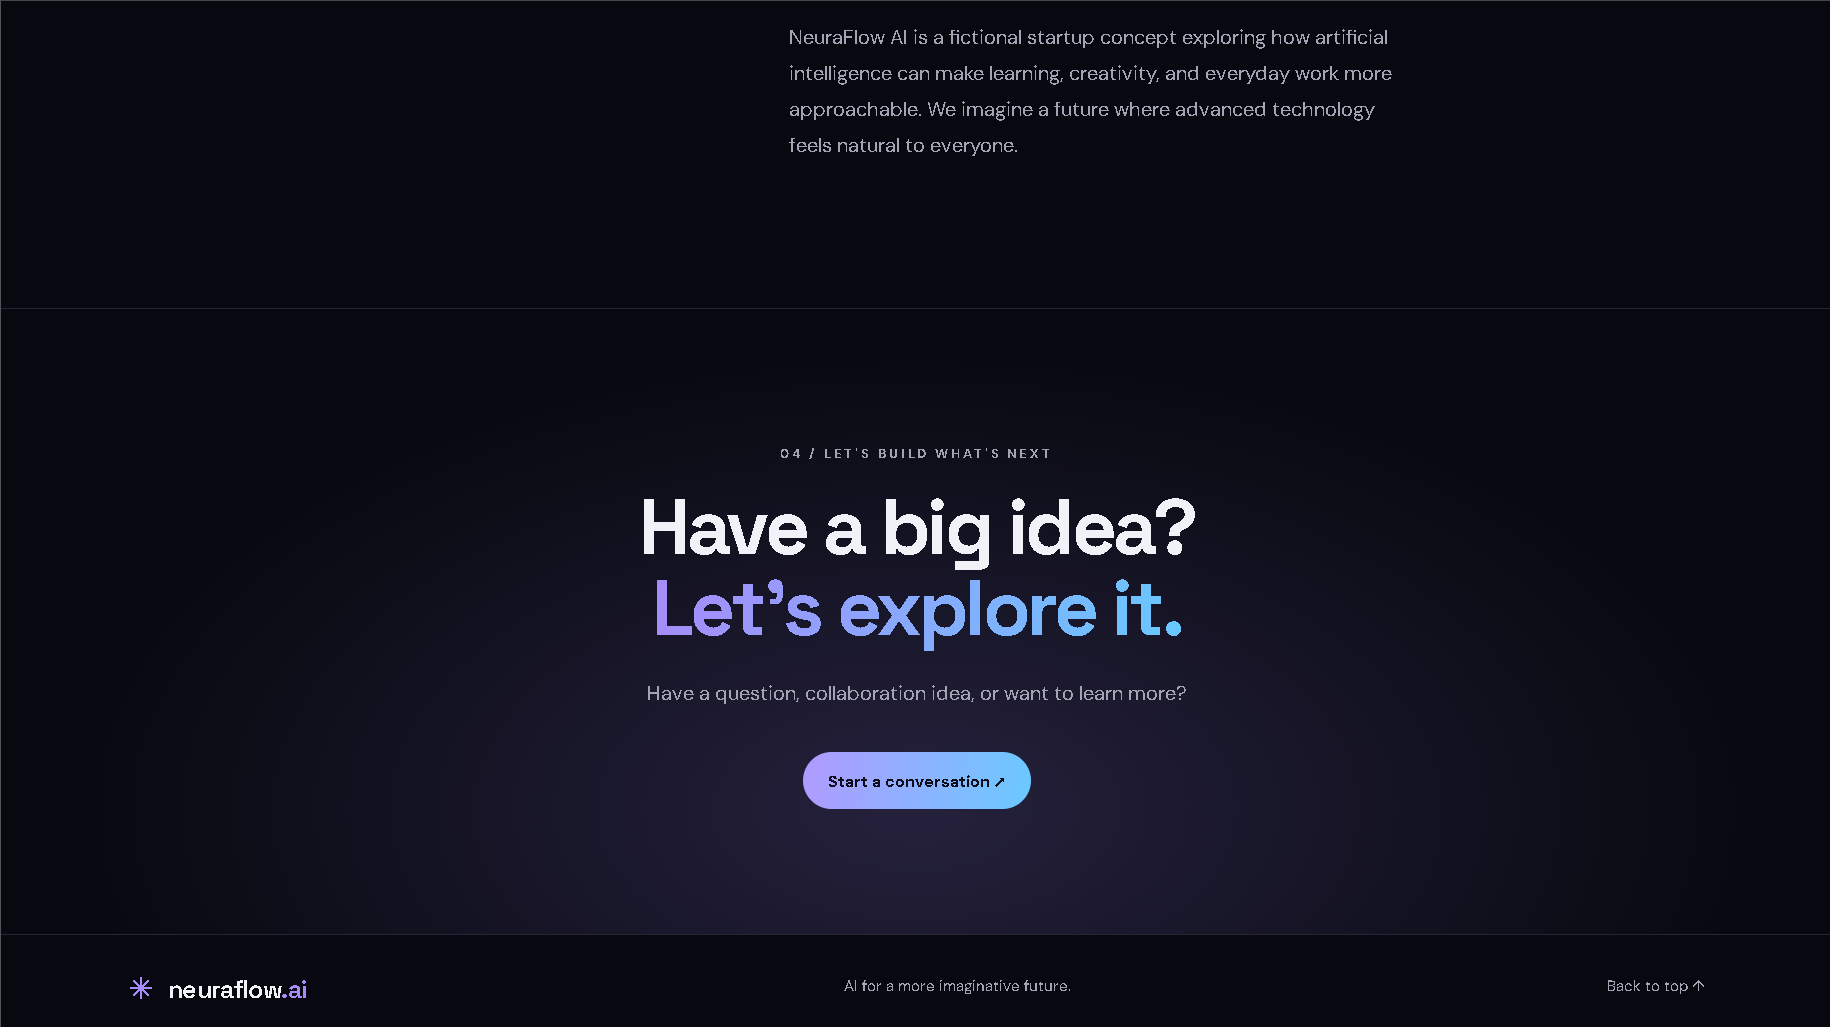 NeuraFlow AI is a fictional startup concept exploring how artificial
intelligence can make learning, creativity, and everyday work more
approachable. We imagine a future where advanced technology
feels natural to everyone.
04 / LET'S BUILD WHAT'S NEXT
Have a big idea?
Let’s explore it.
Have a question, collaboration idea, or want to learn more?
Start a conversation ↗
neuraflow.ai
AI for a more imaginative future.
Back to top ↑